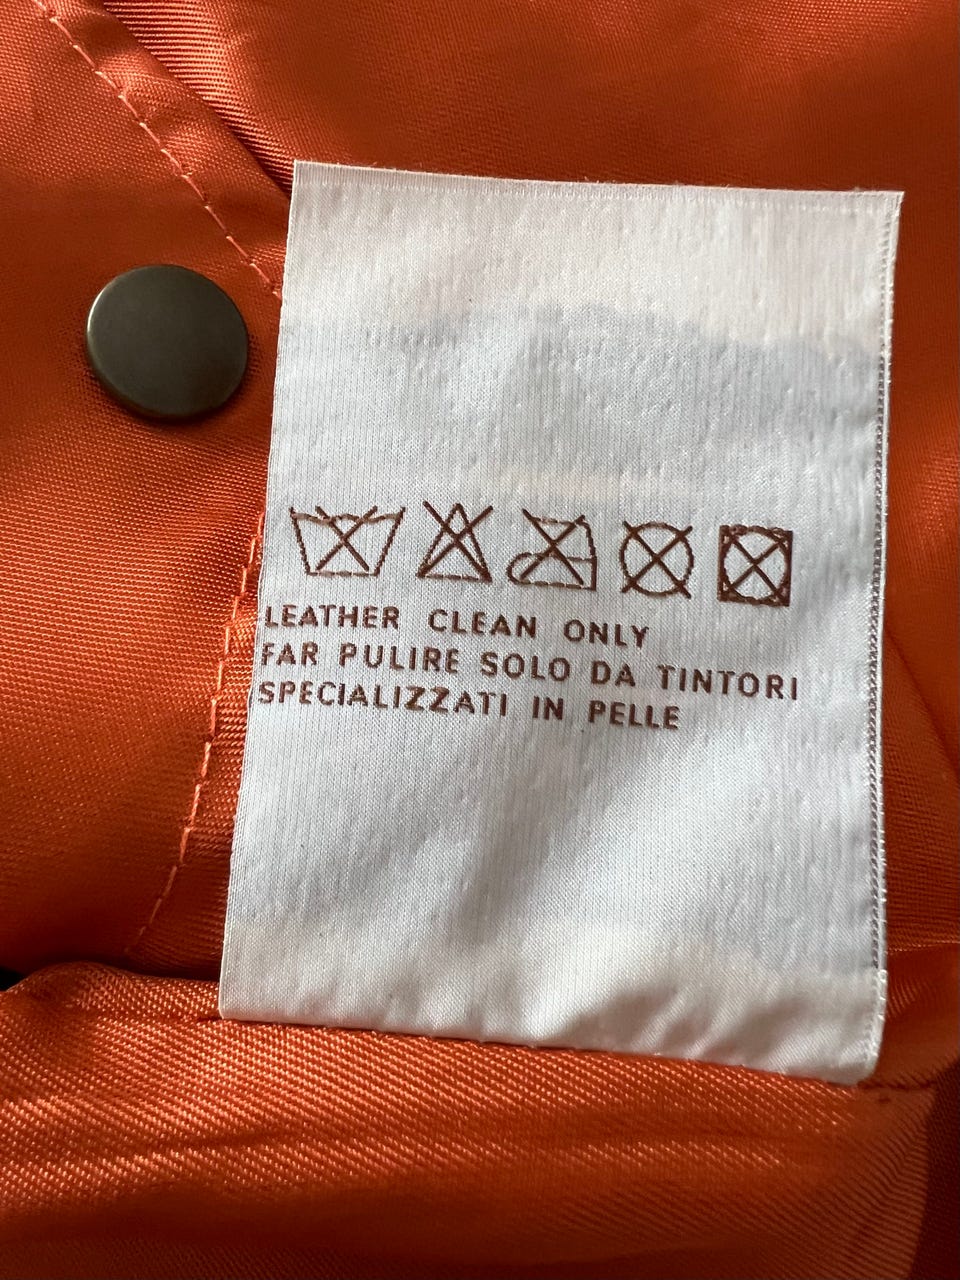 LEATHER CLEAN ONLY
FAR PULIRE SOLO DA TINTORI
SPECIALIZZATI IN PELLE